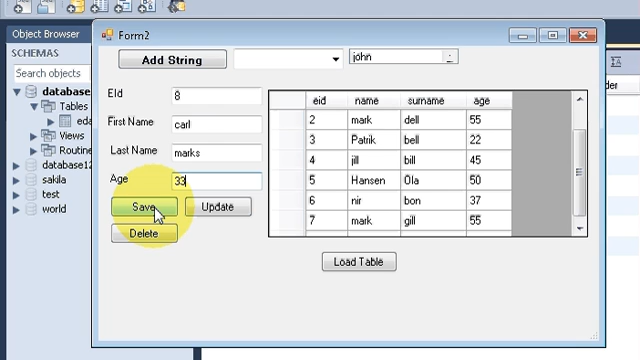 Object Browser
SCHEMAS
Search objects
database
Tables
eda
Views
Routine
database12
sakila
test
world
Form2
Add String
john
EId
8
First Name
carl
Last Name
marks
Age
33
Save
Update
Delete
eid name surname age
2 mark dell 55
3 Patrik bell 22
4 jill bill 45
5 Hansen Ola 50
6 nir bon 37
7 mark gill 55
Load Table
der